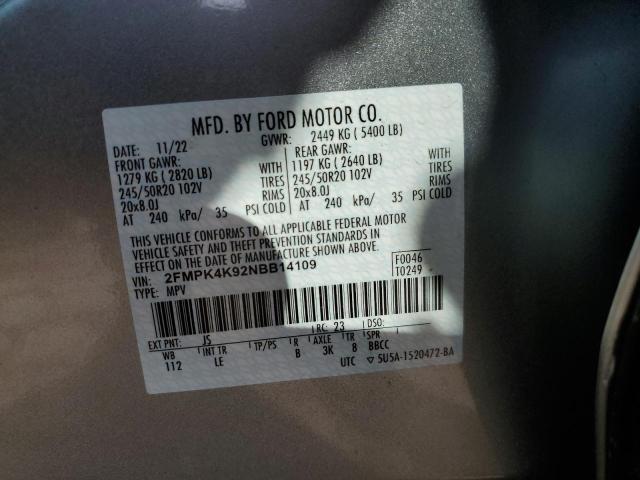 MFD. BY FORD MOTOR CO.
DATE: 11/22 GVWR: 2449 KG ( 5400 LB)
FRONT GAWR: REAR GAWR:
1279 KG ( 2820 LB) WITH 1197 KG ( 2640 LB) WITH
245/50R20 102V TIRES 245/50R20 102V TIRES
20x8.0J RIMS 20x8.0J RIMS
AT 240 kPa/ 35 PSI COLD AT 240 kPa/ 35 PSI COLD
THIS VEHICLE CONFORMS TO ALL APPLICABLE FEDERAL MOTOR
VEHICLE SAFETY AND THEFT PREVENTION STANDARDS IN
EFFECT ON THE DATE OF MANUFACTURE SHOWN ABOVE.
VIN: 2FMPK4K92NBB14109 F0046
TYPE: MPV T0249
EXT PNT: JS RC: 23 DSO:
WB INT TR TP/PS R AXLE TR SPR
112 LE B 3K 8 BBCC
UTC ▽ 5U5A-1520472-BA